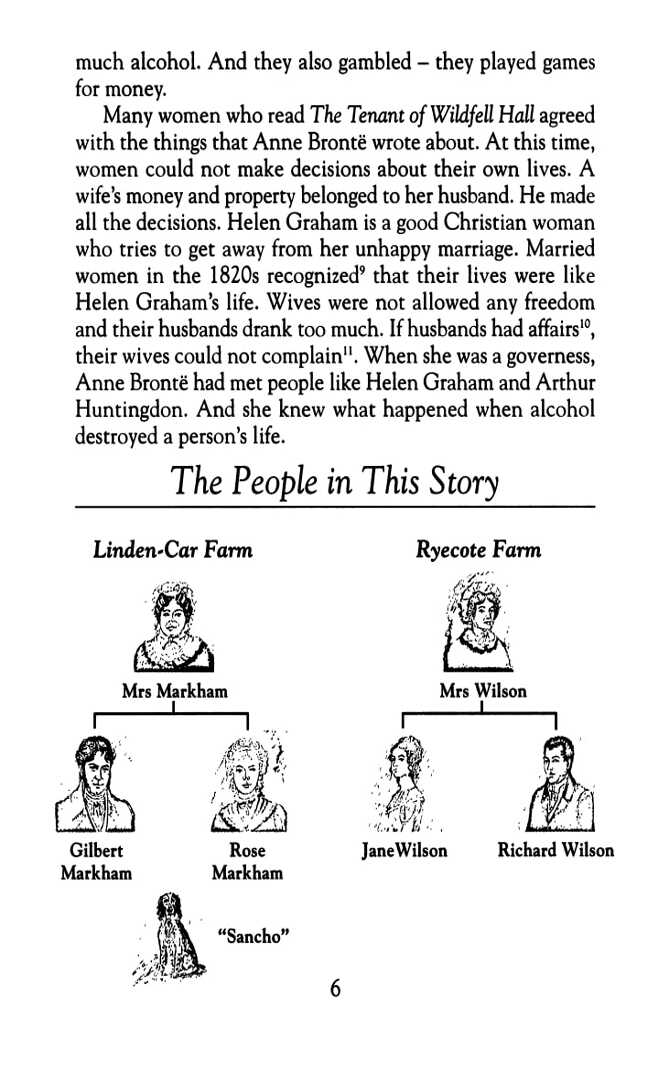 much alcohol. And they also gambled – they played games
for money.
Many women who read The Tenant of Wildfell Hall agreed
with the things that Anne Brontë wrote about. At this time,
women could not make decisions about their own lives. A
wife's money and property belonged to her husband. He made
all the decisions. Helen Graham is a good Christian woman
who tries to get away from her unhappy marriage. Married
women in the 1820s recognized⁹ that their lives were like
Helen Graham's life. Wives were not allowed any freedom
and their husbands drank too much. If husbands had affairs¹⁰,
their wives could not complain¹¹. When she was a governess,
Anne Brontë had met people like Helen Graham and Arthur
Huntingdon. And she knew what happened when alcohol
destroyed a person's life.
The People in This Story
Linden-Car Farm
Mrs Markham
Gilbert
Markham
Rose
Markham
"Sancho"
Ryecote Farm
Mrs Wilson
JaneWilson
Richard Wilson
6